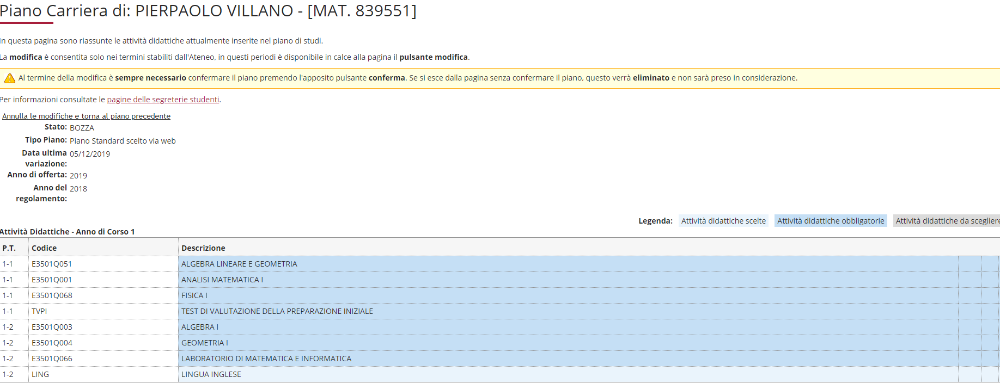 Piano Carriera di: PIERPAOLO VILLANO - [MAT. 839551]
In questa pagina sono riassunte le attività didattiche attualmente inserite nel piano di studi.
La modifica è consentita solo nei termini stabiliti dall'Ateneo, in questi periodi è disponibile in calce alla pagina il pulsante modifica.
Al termine della modifica è sempre necessario confermare il piano premendo l'apposito pulsante conferma. Se si esce dalla pagina senza confermare il piano, questo verrà eliminato e non sarà preso in considerazione.
Per informazioni consultate le pagine delle segreterie studenti.
Annulla le modifiche e torna al piano precedente
Stato: BOZZA
Tipo Piano: Piano Standard scelto via web
Data ultima 05/12/2019
variazione:
Anno di offerta: 2019
Anno del 2018
regolamento:
Legenda: Attività didattiche scelte Attività didattiche obbligatorie Attività didattiche da scegliere
Attività Didattiche - Anno di Corso 1
P.T. Codice Descrizione
1-1 E3501Q051 ALGEBRA LINEARE E GEOMETRIA
1-1 E3501Q001 ANALISI MATEMATICA I
1-1 E3501Q068 FISICA I
1-1 TVPI TEST DI VALUTAZIONE DELLA PREPARAZIONE INIZIALE
1-2 E3501Q003 ALGEBRA I
1-2 E3501Q004 GEOMETRIA I
1-2 E3501Q066 LABORATORIO DI MATEMATICA E INFORMATICA
1-2 LING LINGUA INGLESE